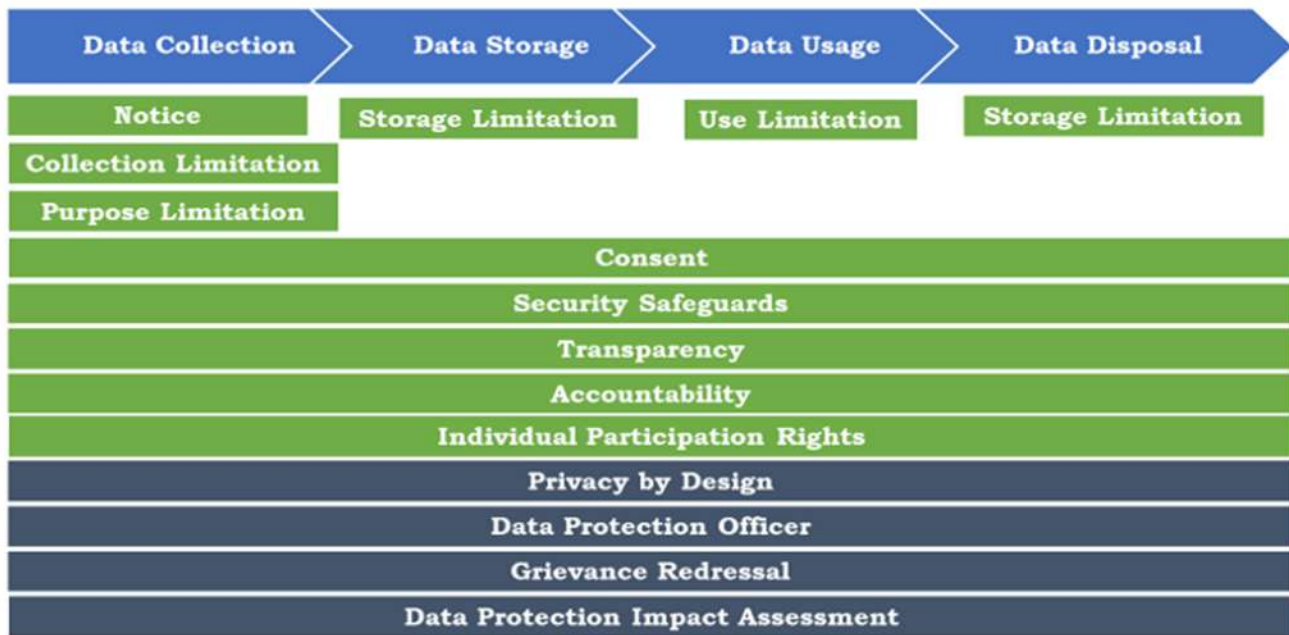 Data Collection
Data Storage
Data Usage
Data Disposal
Notice
Storage Limitation
Use Limitation
Storage Limitation
Collection Limitation
Purpose Limitation
Consent
Security Safeguards
Transparency
Accountability
Individual Participation Rights
Privacy by Design
Data Protection Officer
Grievance Redressal
Data Protection Impact Assessment